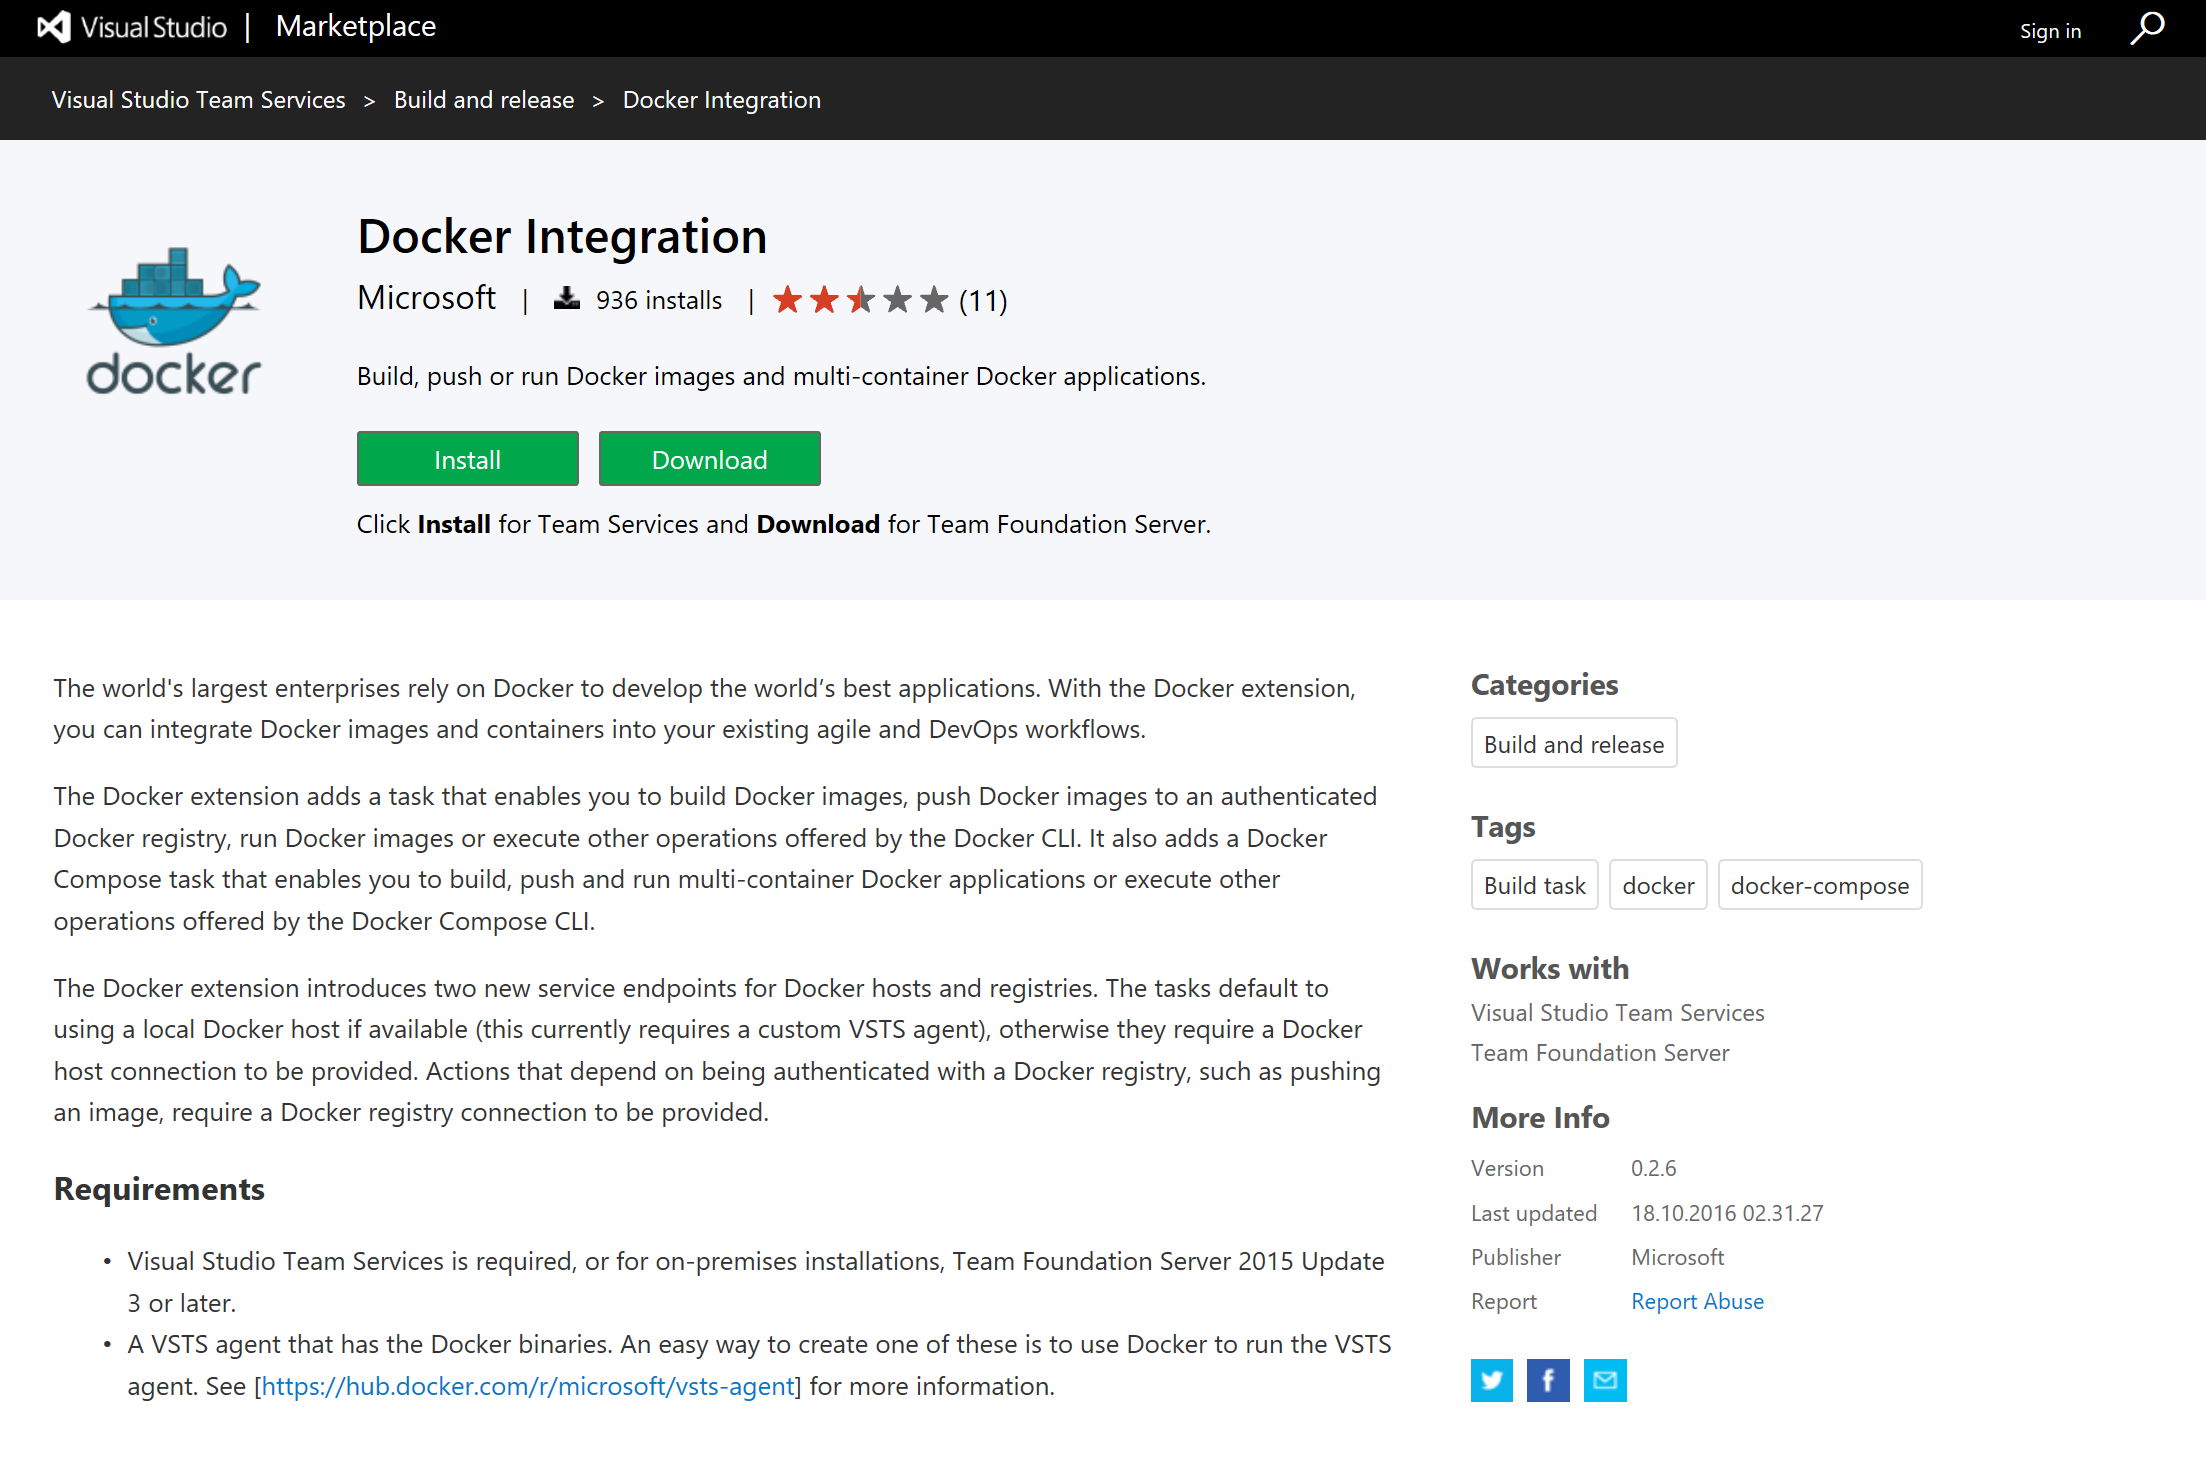 Visual Studio | Marketplace
Sign in
Visual Studio Team Services > Build and release > Docker Integration
docker
Docker Integration
Microsoft | 936 installs | (11)
Build, push or run Docker images and multi-container Docker applications.
Install Download
Click Install for Team Services and Download for Team Foundation Server.
The world's largest enterprises rely on Docker to develop the world’s best applications. With the Docker extension,
you can integrate Docker images and containers into your existing agile and DevOps workflows.
The Docker extension adds a task that enables you to build Docker images, push Docker images to an authenticated
Docker registry, run Docker images or execute other operations offered by the Docker CLI. It also adds a Docker
Compose task that enables you to build, push and run multi-container Docker applications or execute other
operations offered by the Docker Compose CLI.
The Docker extension introduces two new service endpoints for Docker hosts and registries. The tasks default to
using a local Docker host if available (this currently requires a custom VSTS agent), otherwise they require a Docker
host connection to be provided. Actions that depend on being authenticated with a Docker registry, such as pushing
an image, require a Docker registry connection to be provided.
Requirements
• Visual Studio Team Services is required, or for on-premises installations, Team Foundation Server 2015 Update
3 or later.
• A VSTS agent that has the Docker binaries. An easy way to create one of these is to use Docker to run the VSTS
agent. See [https://hub.docker.com/r/microsoft/vsts-agent] for more information.
Categories
Build and release
Tags
Build task docker docker-compose
Works with
Visual Studio Team Services
Team Foundation Server
More Info
Version 0.2.6
Last updated 18.10.2016 02.31.27
Publisher Microsoft
Report Report Abuse